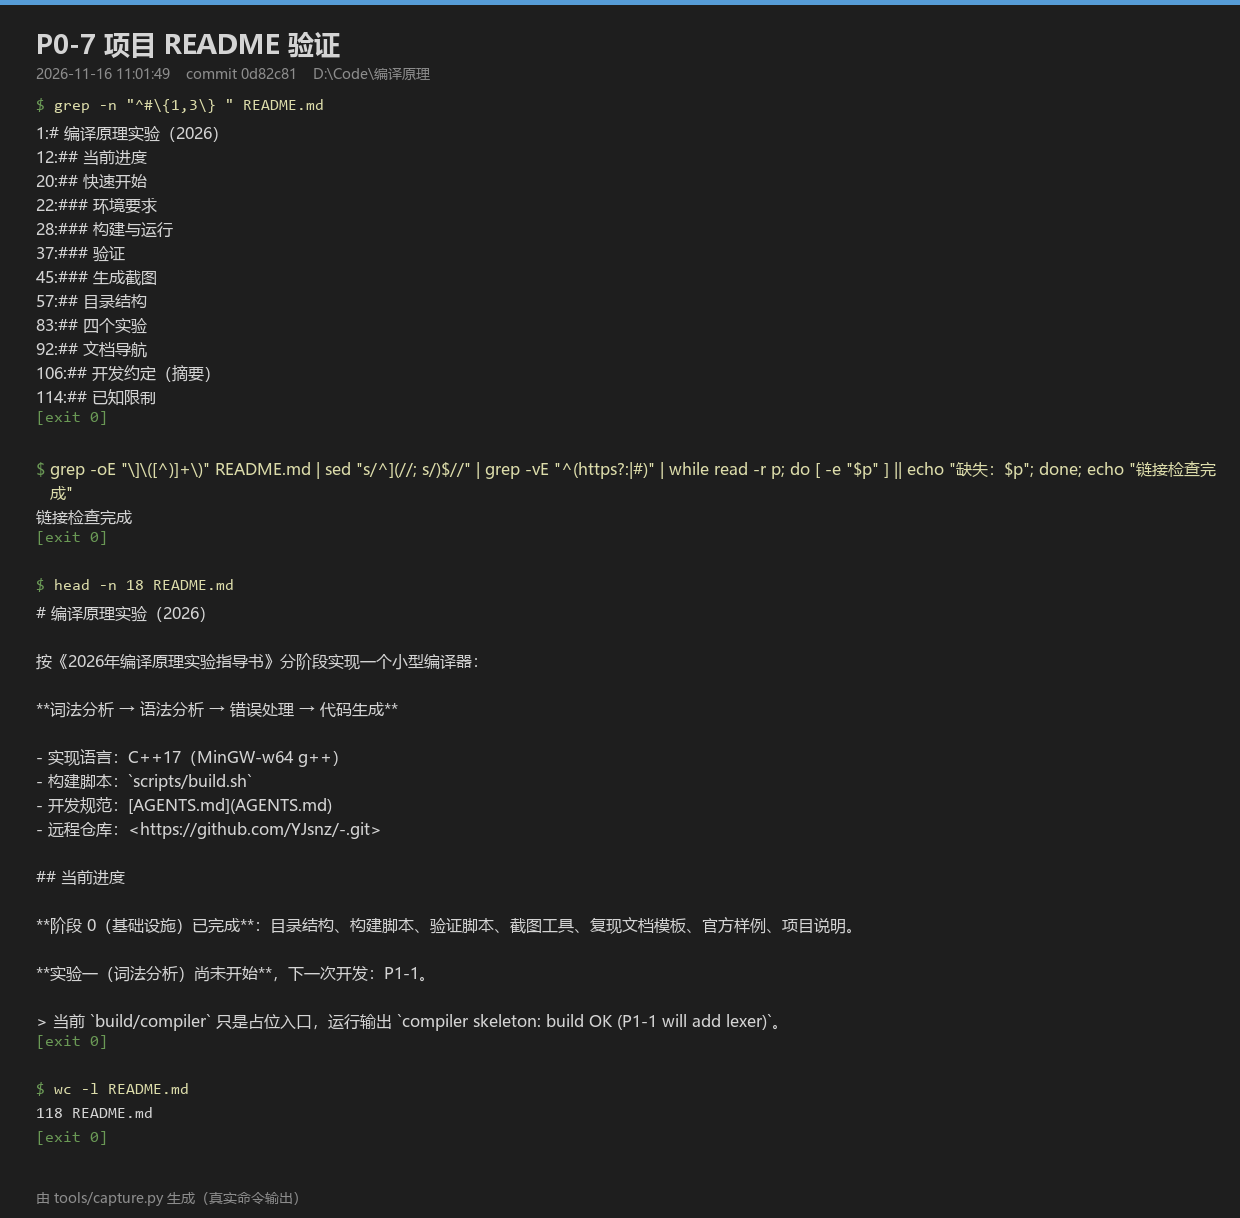 P0-7 项目 README 验证
2026-11-16 11:01:49 commit 0d82c81 D:\Code\编译原理
$ grep -n "^#\{1,3\} " README.md
1:# 编译原理实验（2026）
12:## 当前进度
20:## 快速开始
22:### 环境要求
28:### 构建与运行
37:### 验证
45:### 生成截图
57:## 目录结构
83:## 四个实验
92:## 文档导航
106:## 开发约定（摘要）
114:## 已知限制
[exit 0]
$ grep -oE "\]\([^)]+\)" README.md | sed "s/^](//; s/)$//" | grep -vE "^(https?:|#)" | while read -r p; do [ -e "$p" ] || echo "缺失：$p"; done; echo "链接检查完
成"
链接检查完成
[exit 0]
$ head -n 18 README.md
# 编译原理实验（2026）
按《2026年编译原理实验指导书》分阶段实现一个小型编译器：
**词法分析 → 语法分析 → 错误处理 → 代码生成**
- 实现语言：C++17（MinGW-w64 g++）
- 构建脚本：`scripts/build.sh`
- 开发规范：[AGENTS.md](AGENTS.md)
- 远程仓库：<https://github.com/YJsnz/-.git>
## 当前进度
**阶段 0（基础设施）已完成**：目录结构、构建脚本、验证脚本、截图工具、复现文档模板、官方样例、项目说明。
**实验一（词法分析）尚未开始**，下一次开发：P1-1。
> 当前 `build/compiler` 只是占位入口，运行输出 `compiler skeleton: build OK (P1-1 will add lexer)`。
[exit 0]
$ wc -l README.md
118 README.md
[exit 0]
由 tools/capture.py 生成（真实命令输出）